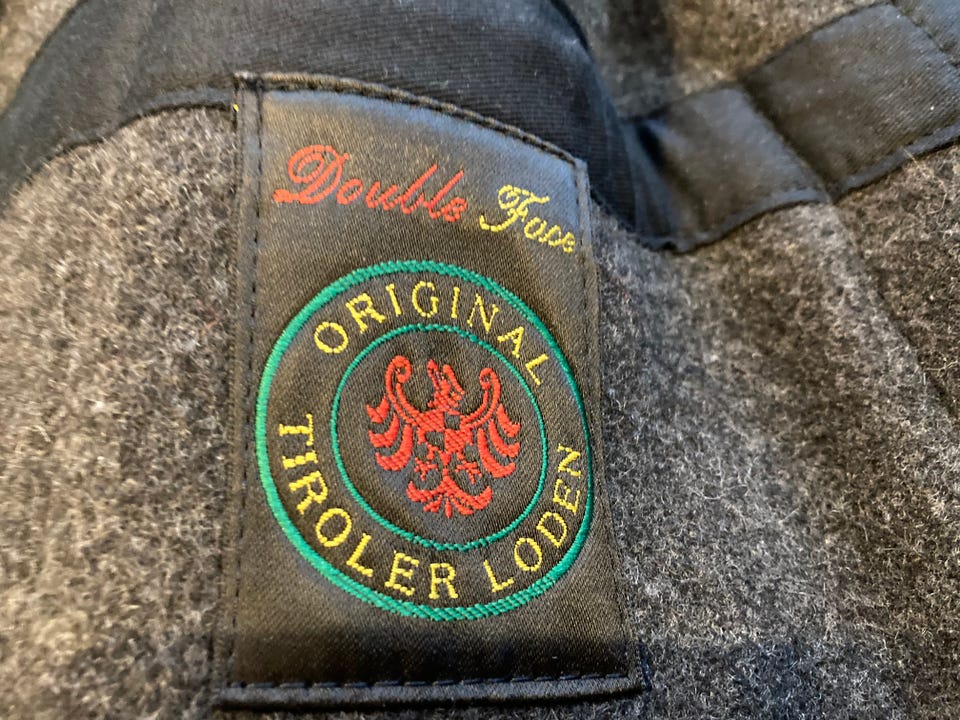 Double Face
ORIGINAL
TIROLER LODEN